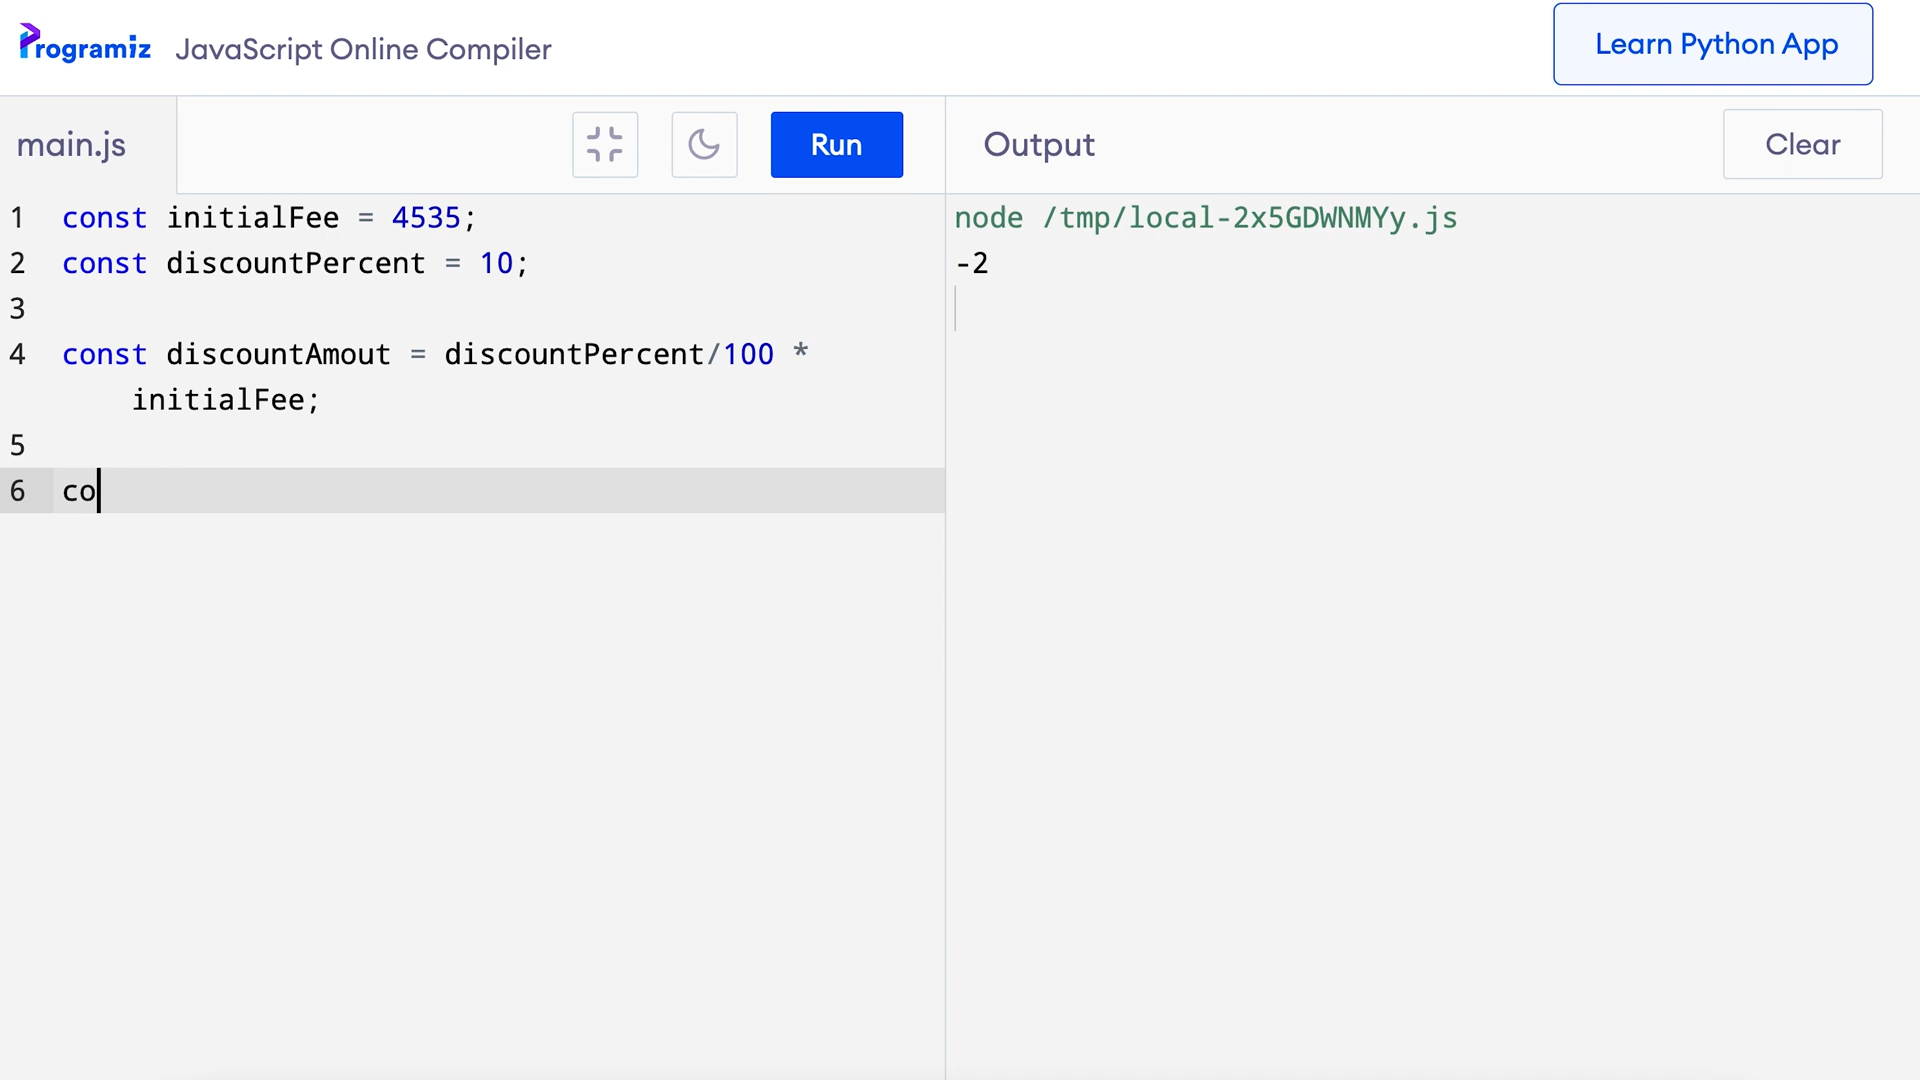 Programiz JavaScript Online Compiler Learn Python App
main.js Run Output Clear
1 const initialFee = 4535;
2 const discountPercent = 10;
3
4 const discountAmout = discountPercent/100 *
initialFee;
5
6 co
node /tmp/local-2x5GDWNMYy.js
-2